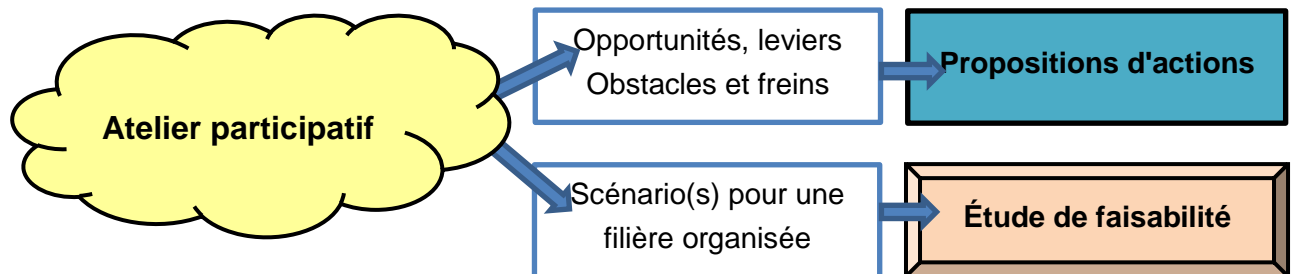 Atelier participatif
Opportunités, leviers
Obstacles et freins
Propositions d'actions
Scénario(s) pour une
filière organisée
Étude de faisabilité